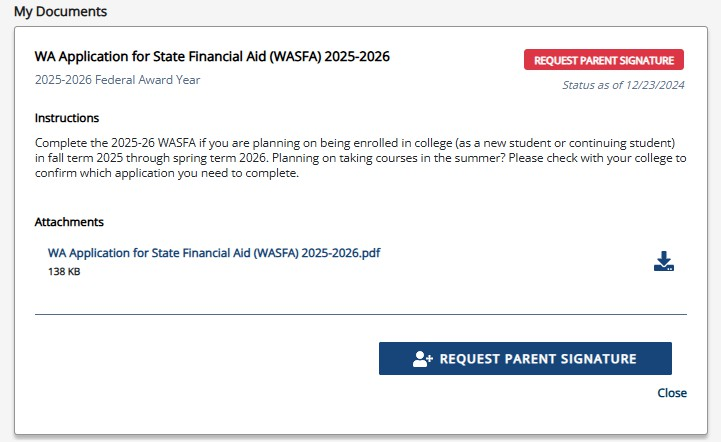 My Documents
WA Application for State Financial Aid (WASFA) 2025-2026
REQUEST PARENT SIGNATURE
2025-2026 Federal Award Year
Status as of 12/23/2024
Instructions
Complete the 2025-26 WASFA if you are planning on being enrolled in college (as a new student or continuing student)
in fall term 2025 through spring term 2026. Planning on taking courses in the summer? Please check with your college to
confirm which application you need to complete.
Attachments
WA Application for State Financial Aid (WASFA) 2025-2026.pdf
138 KB
REQUEST PARENT SIGNATURE
Close